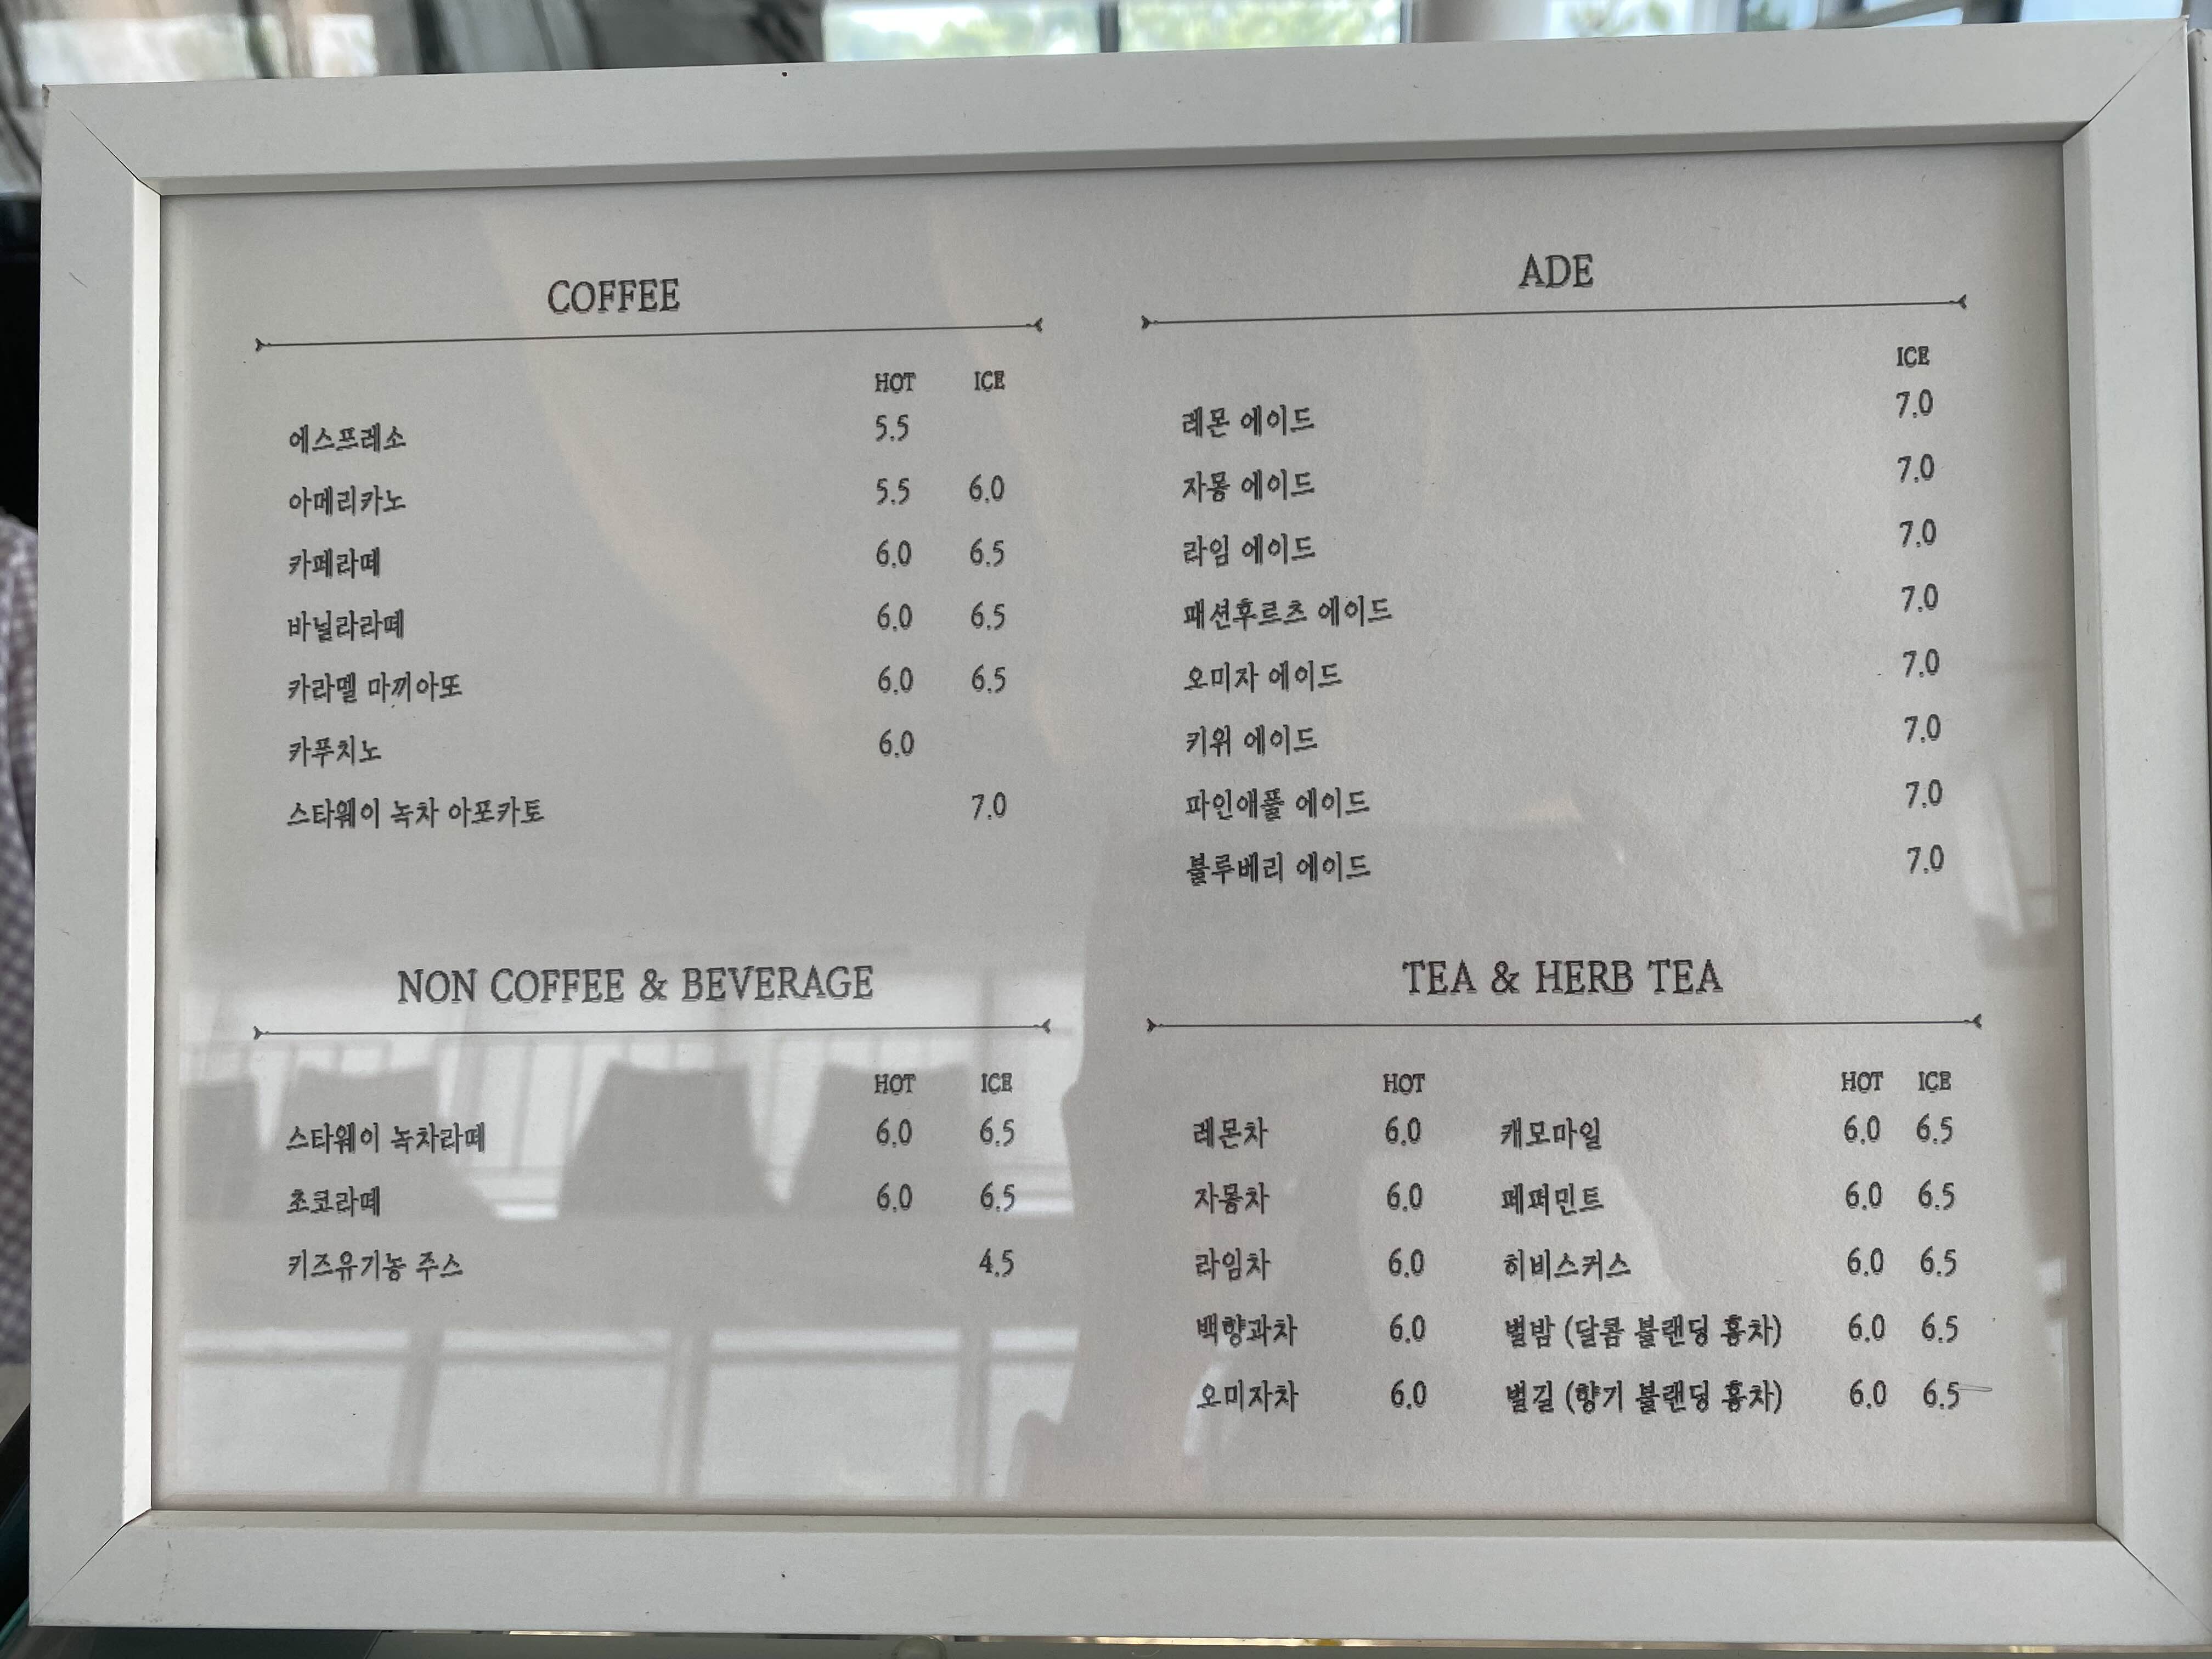 COFFEE
HOT ICE
에스프레소 5.5
아메리카노 5.5 6.0
카페라떼 6.0 6.5
바닐라라떼 6.0 6.5
카라멜 마끼아또 6.0 6.5
카푸치노 6.0
스타웨이 녹차 아포카토 7.0
ADE
ICE
레몬 에이드 7.0
자몽 에이드 7.0
라임 에이드 7.0
패션후르츠 에이드 7.0
오미자 에이드 7.0
키위 에이드 7.0
파인애플 에이드 7.0
블루베리 에이드 7.0
NON COFFEE & BEVERAGE
HOT ICE
스타웨이 녹차라떼 6.0 6.5
초코라떼 6.0 6.5
키즈유기농 주스 4.5
TEA & HERB TEA
HOT HOT ICE
레몬차 6.0 캐모마일 6.0 6.5
자몽차 6.0 페퍼민트 6.0 6.5
라임차 6.0 히비스커스 6.0 6.5
백향과차 6.0 별밤 (달콤 블랜딩 홍차) 6.0 6.5
오미자차 6.0 별길 (향기 블랜딩 홍차) 6.0 6.5